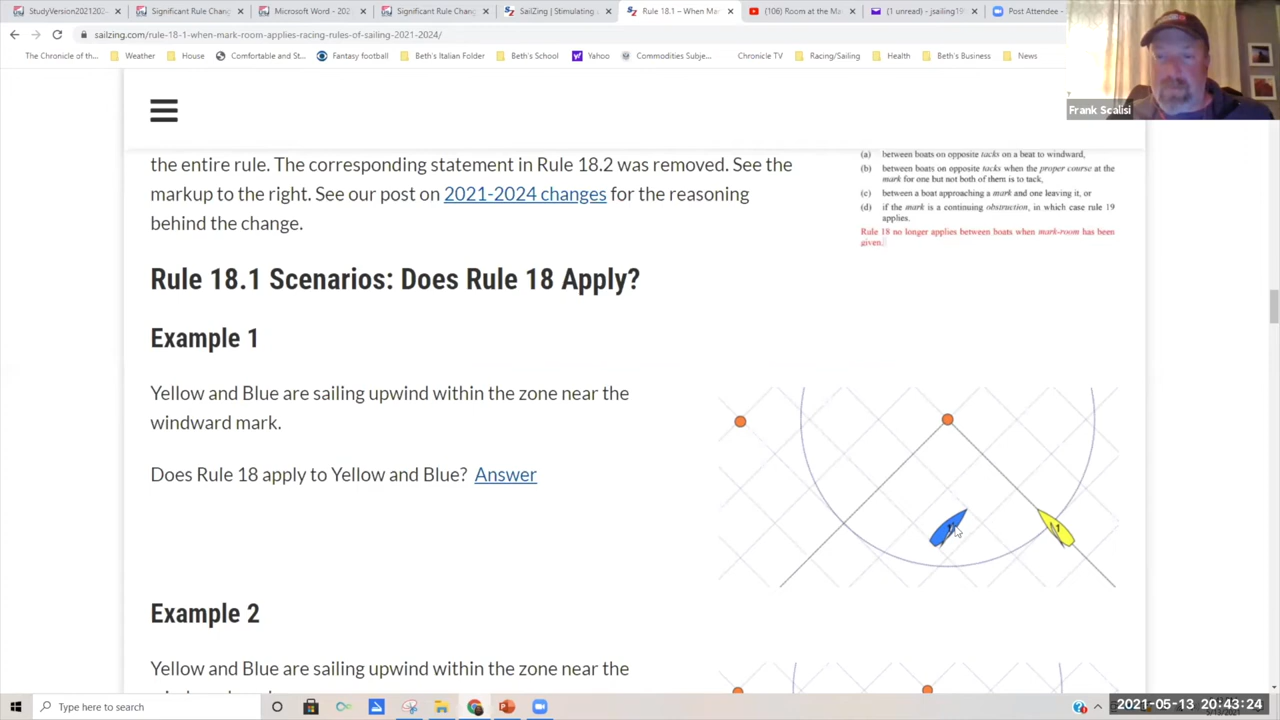 StudyVersion2021202
Significant Rule Chan
Microsoft Word - 202
Significant Rule Chan
SailZing | Stimulating
Rule 18.1 – When Ma
(106) Room at the Ma
(1 unread) - jsailing19
Post Attendee -
sailzing.com/rule-18-1-when-mark-room-applies-racing-rules-of-sailing-2021-2024/
The Chronicle of th... Weather House Comfortable and St... Fantasy football Beth's Italian Folder Beth's School Yahoo Commodities Subje... Chronicle TV Racing/Sailing Health Beth's Business News
Frank Scalisi
the entire rule. The corresponding statement in Rule 18.2 was removed. See the
markup to the right. See our post on 2021-2024 changes for the reasoning
behind the change.
(a) between boats on opposite tacks on a beat to windward,
(b) between boats on opposite tacks when the proper course at the
mark for one but not both of them is to tack,
(c) between a boat approaching a mark and one leaving it, or
(d) if the mark is a continuing obstruction, in which case rule 19
applies.
Rule 18 no longer applies between boats when mark-room has been
given.
Rule 18.1 Scenarios: Does Rule 18 Apply?
Example 1
Yellow and Blue are sailing upwind within the zone near the
windward mark.
Does Rule 18 apply to Yellow and Blue? Answer
1
Example 2
Yellow and Blue are sailing upwind within the zone near the
Type here to search
2021-05-13 20:43:24